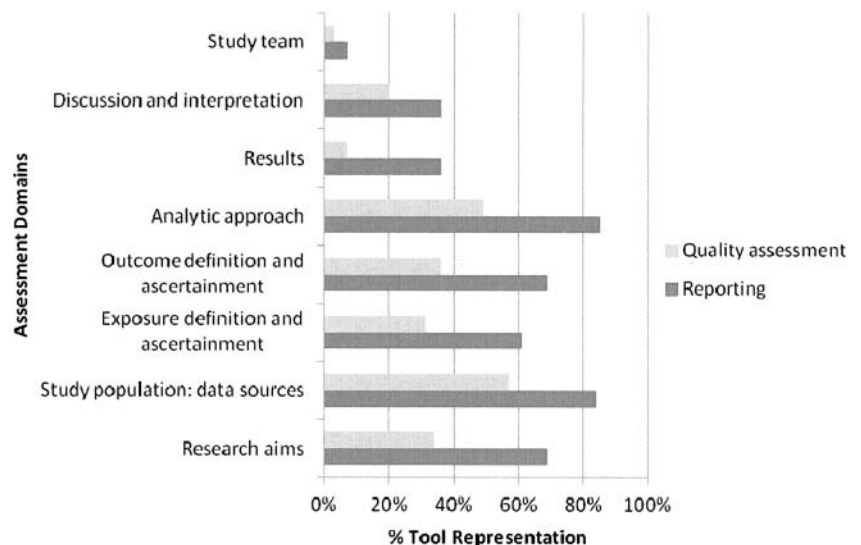 Assessment Domains
Study team
Discussion and interpretation
Results
Analytic approach
Outcome definition and
ascertainment
Exposure definition and
ascertainment
Study population: data sources
Research aims
0%
20%
40%
60%
80%
100%
% Tool Representation
Quality assessment
Reporting